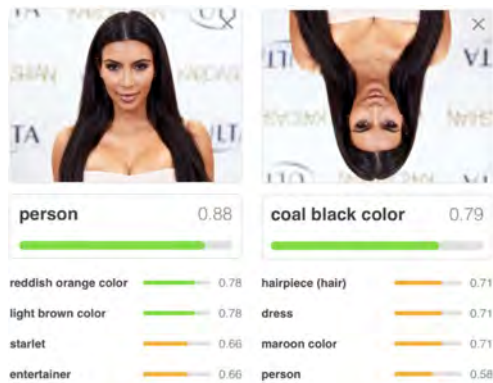 TA
ULTA
person 0.88
reddish orange color 0.78
light brown color 0.78
starlet 0.66
entertainer 0.66
coal black color 0.79
hairpiece (hair) 0.71
dress 0.71
maroon color 0.71
person 0.58